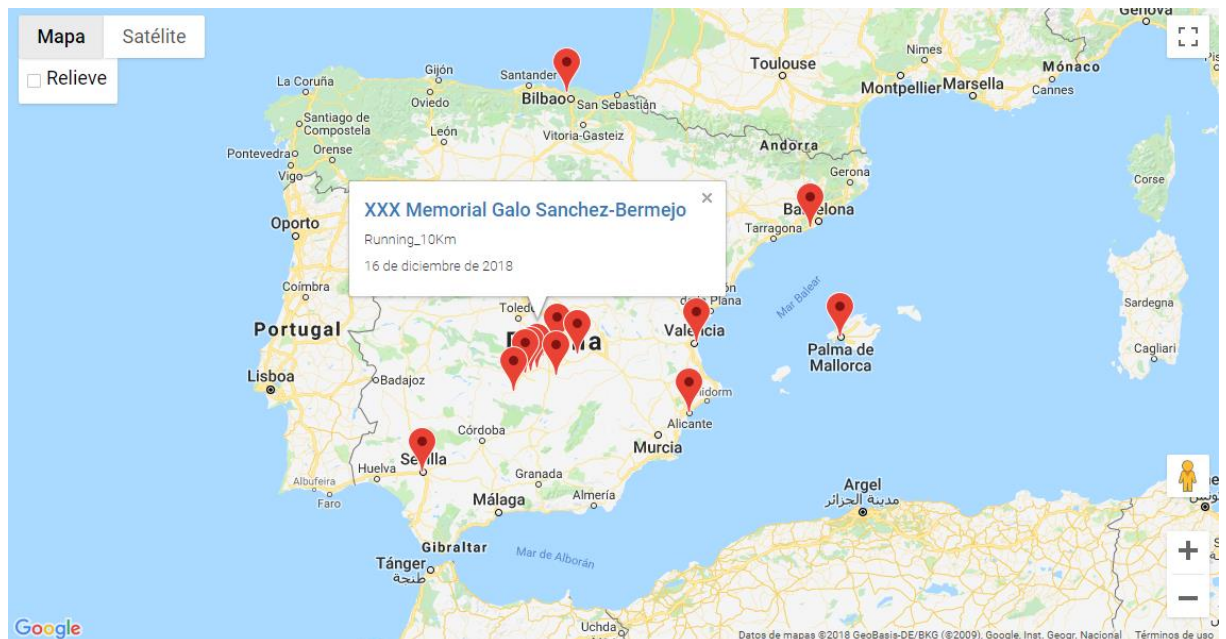 Mapa
Satélite
Relieve
Genova
Toulouse
Nimes
Montpellier
Marsella
Mónaco
Cannes
La Coruña
Gijón
Santander
Oviedo
Bilbao
San Sebastián
Santiago de
Compostela
León
Vitoria-Gasteiz
Pontevedra
Orense
Vigo
Andorra
Gerona
Corse
Oporto
XXX Memorial Galo Sanchez-Bermejo
×
Running_10Km
16 de diciembre de 2018
Tarragona
Coímbra
Mar Balear
Portugal
Sardegna
Cagliari
Palma de
Mallorca
Lisboa
Badajoz
Alicante
Córdoba
Murcia
Huelva
Granada
Albufeira
Faro
Málaga
Almería
Argel
مدينة الجزائر
Gibraltar
Mar de Alborán
Tánger
طنجة
+
−
Google
Uchda
Datos de mapas ©2018 GeoBasis-DE/BKG (©2009), Google, Inst. Geogr. Nacional
Términos de uso